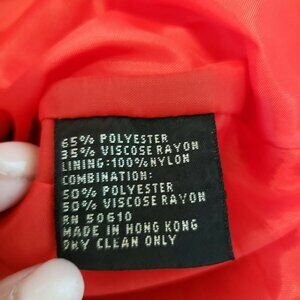 65% POLYESTER
35% VISCOSE RAYON
LINING: 100% NYLON
COMBINATION:
50% POLYESTER
50% VISCOSE RAYON
RN 50610
MADE IN HONG KONG
DRY CLEAN ONLY